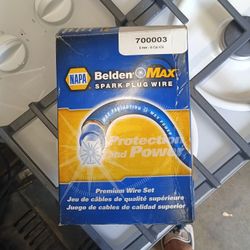 700003
NAPA
Belden MAX
SPARK PLUG WIRE
Protection
and Power
Premium Wire Set
Jeu de câbles de qualité supérieure
Juego de cables de calidad superior